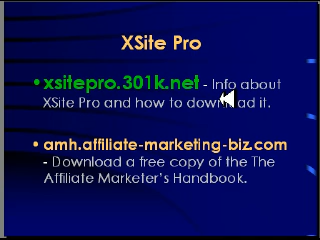 XSite Pro
• xsitepro.301k.net - Info about
XSite Pro and how to download it.
• amh.affiliate-marketing-biz.com
- Download a free copy of the The
Affiliate Marketer's Handbook.